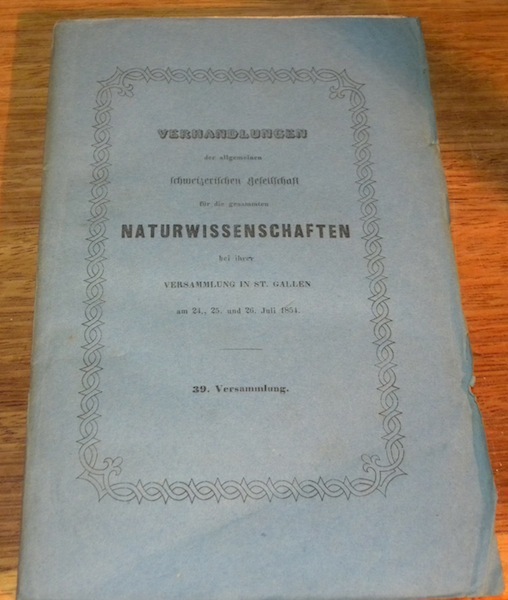 VERHANDLUNGEN
der allgemeinen
schweizerischen Gesellschaft
für die gesammten
NATURWISSENSCHAFTEN
bei ihrer
VERSAMMLUNG IN ST. GALLEN
am 24., 25. und 26. Juli 1854.
39. Versammlung.